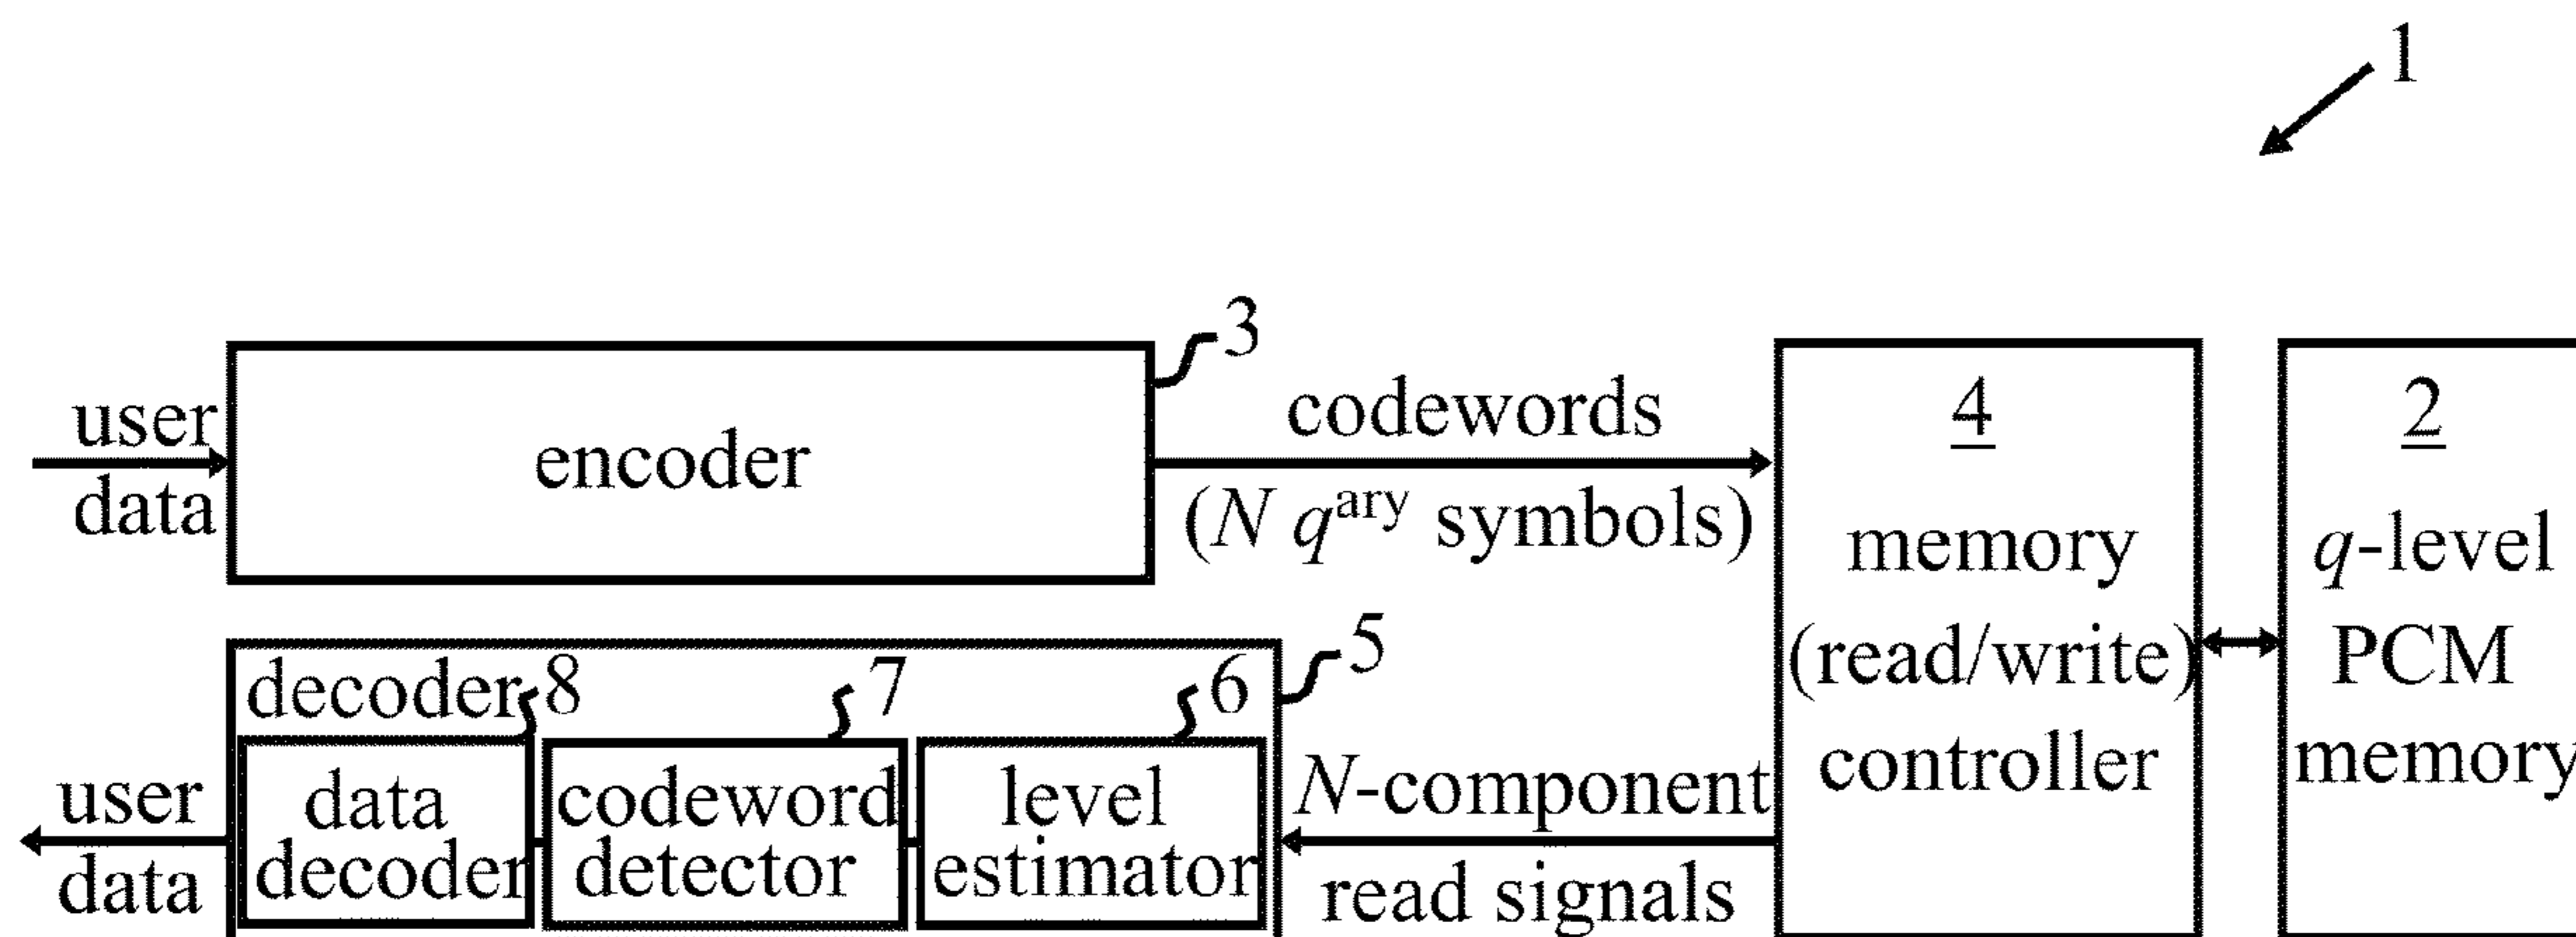 1
3
user
data
encoder
codewords
(N q^ary symbols)
4
memory
(read/write)
controller
2
q-level
PCM
memory
5
decoder
8
7
6
data
decoder
codeword
detector
level
estimator
user
data
N-component
read signals